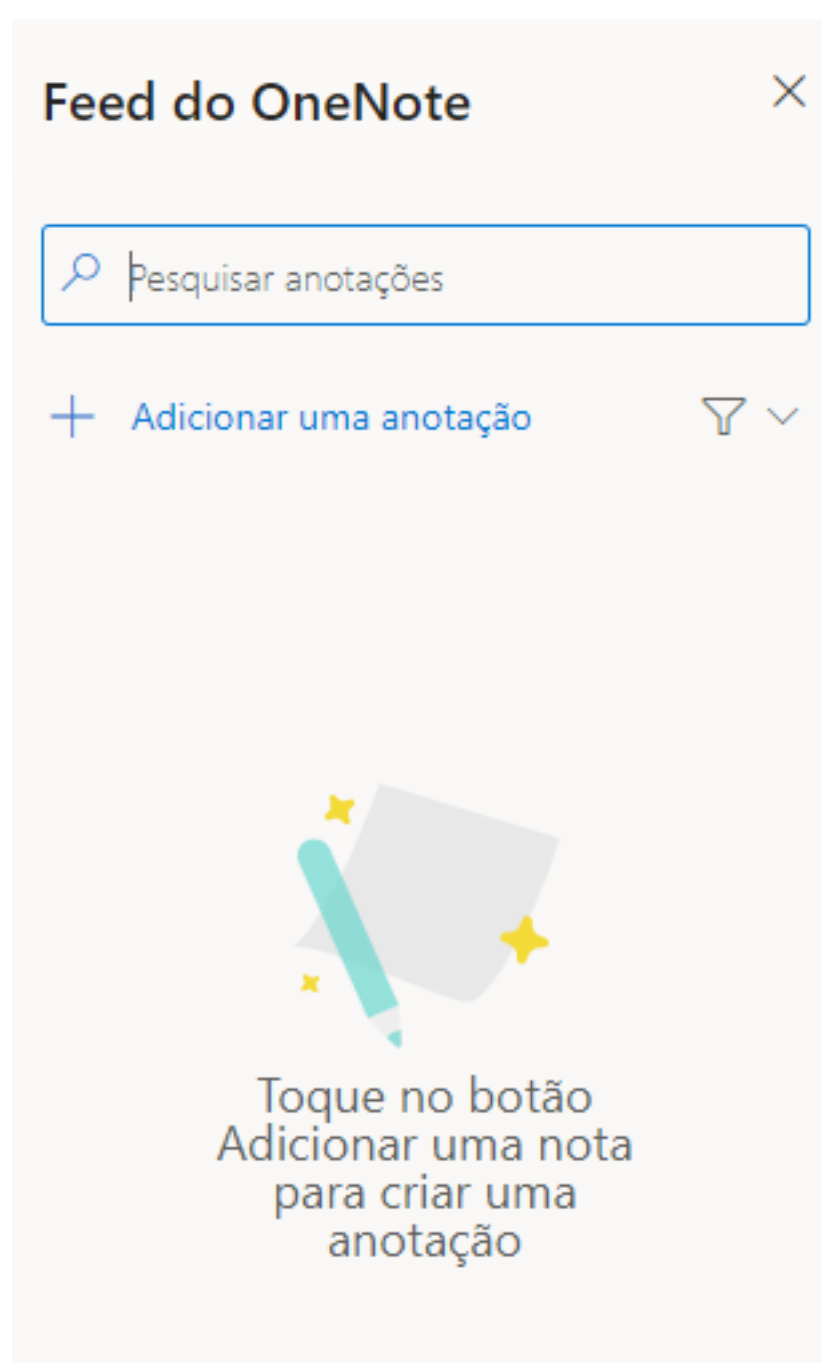 Feed do OneNote
Pesquisar anotações
Adicionar uma anotação
Toque no botão
Adicionar uma nota
para criar uma
anotação